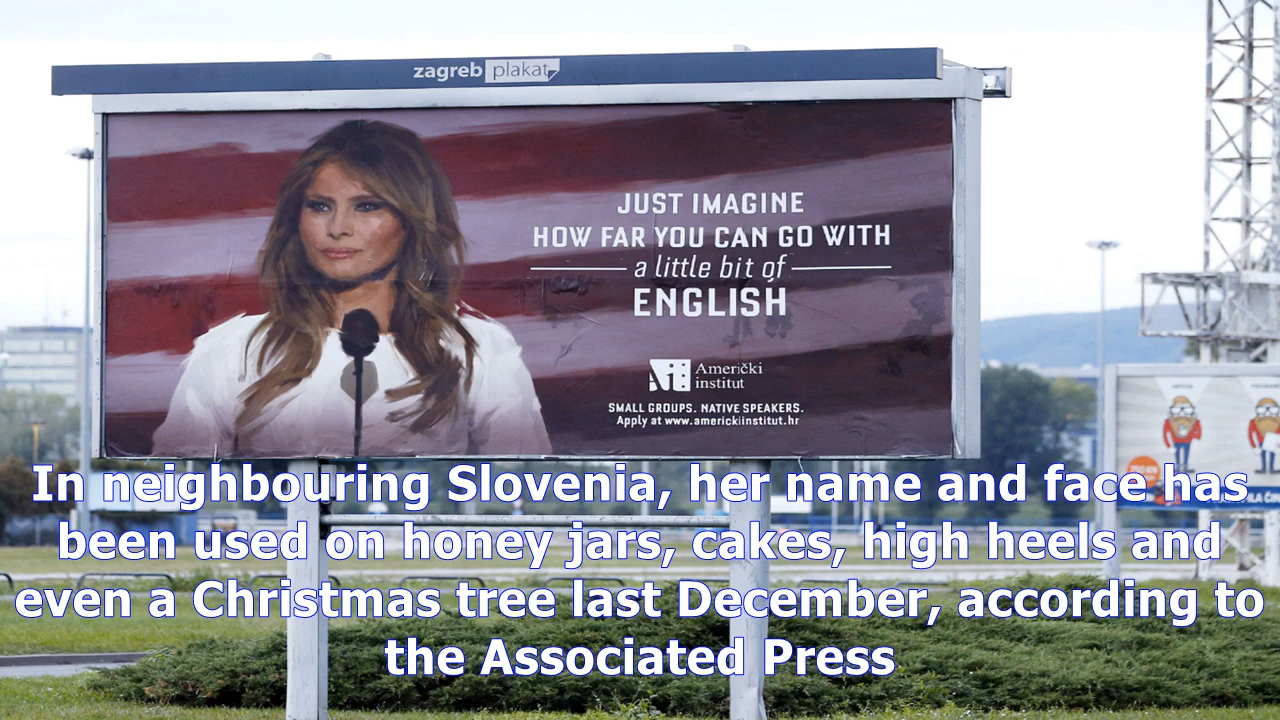 zagreb plakat
JUST IMAGINE
HOW FAR YOU CAN GO WITH
a little bit of
ENGLISH
Američki
institut
SMALL GROUPS. NATIVE SPEAKERS.
Apply at www.americkiinstitut.hr
In neighbouring Slovenia, her name and face has
been used on honey jars, cakes, high heels and
even a Christmas tree last December, according to
the Associated Press